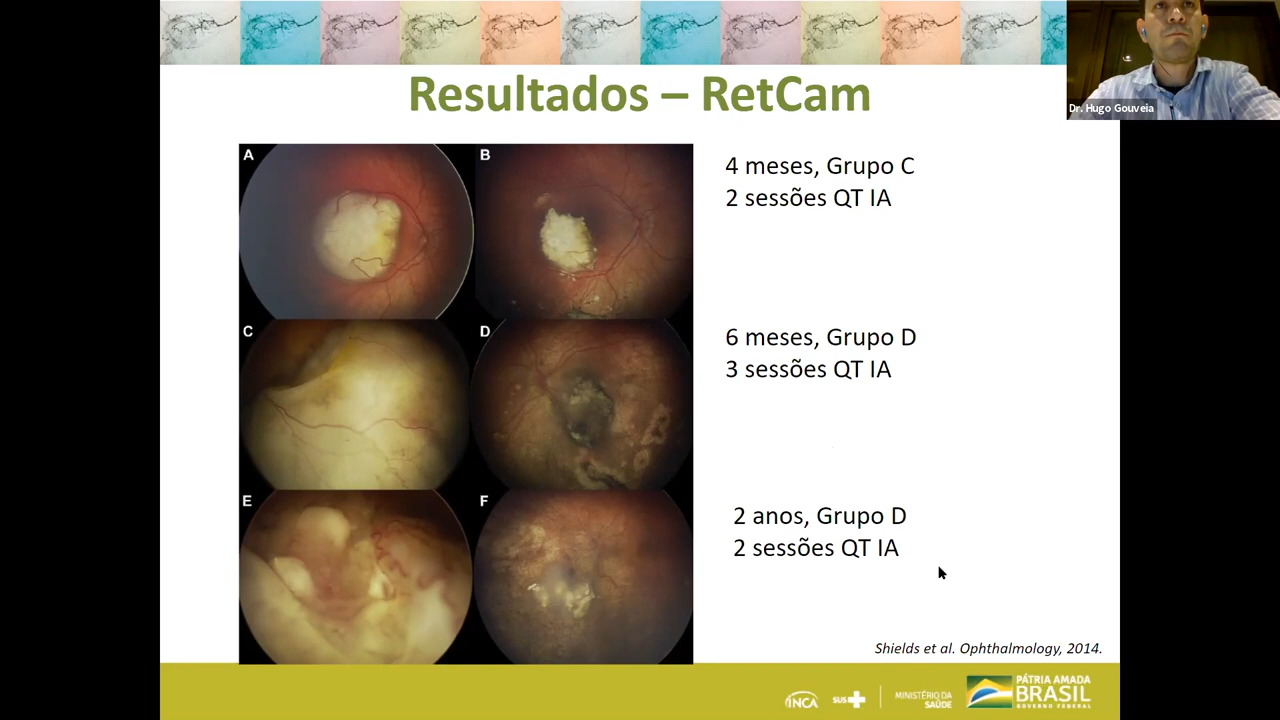 Resultados – RetCam
Dr. Hugo Gouveia
A
B
4 meses, Grupo C
2 sessões QT IA
C
D
6 meses, Grupo D
3 sessões QT IA
E
F
2 anos, Grupo D
2 sessões QT IA
Shields et al. Ophthalmology, 2014.
INCA
SUS
MINISTÉRIO DA
SAÚDE
PÁTRIA AMADA
BRASIL
GOVERNO FEDERAL